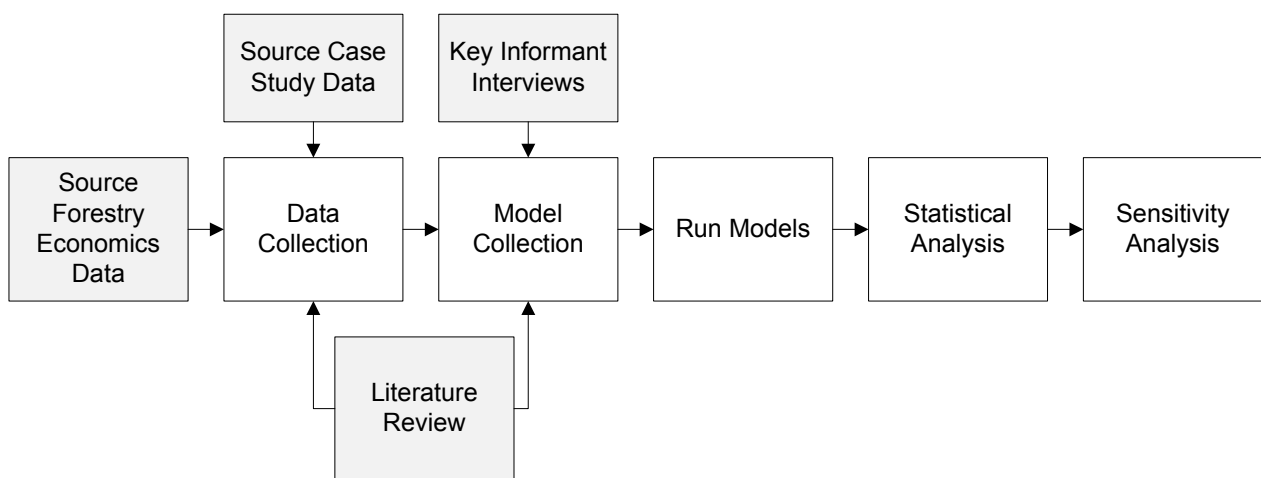 Source Case
Study Data
Key Informant
Interviews
Source
Forestry
Economics
Data
Data
Collection
Model
Collection
Run Models
Statistical
Analysis
Sensitivity
Analysis
Literature
Review